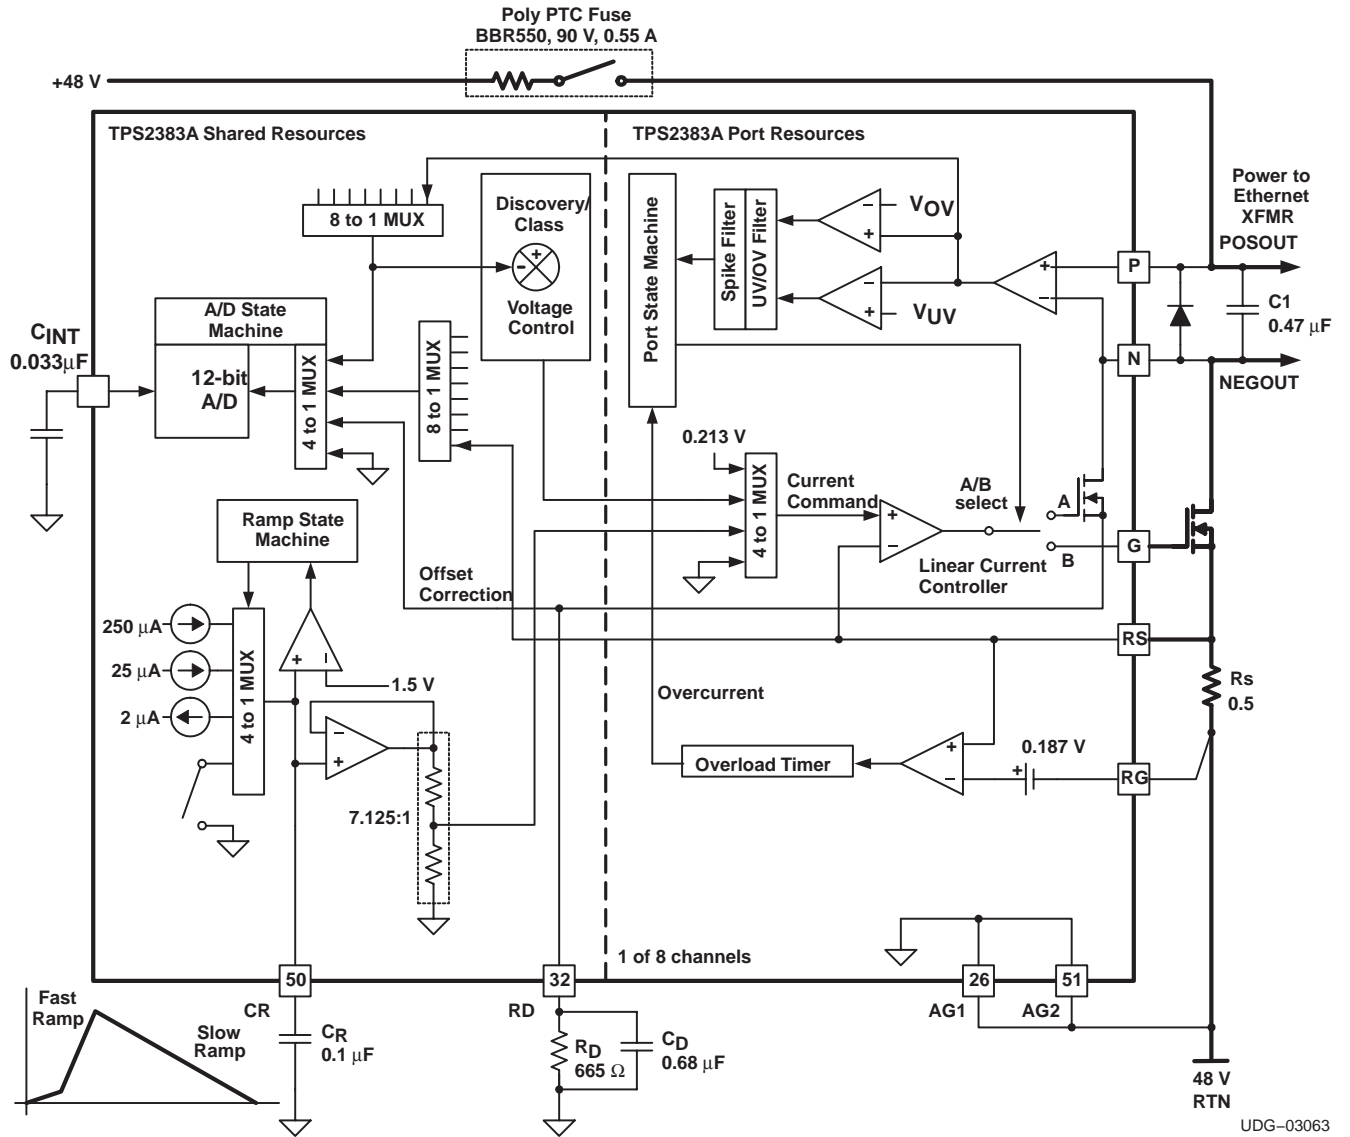 Poly PTC Fuse
BBR550, 90 V, 0.55 A
+48 V
TPS2383A Shared Resources
TPS2383A Port Resources
8 to 1 MUX
Discovery/
Class
+
-
Voltage
Control
Port State Machine
Spike Filter
UV/OV Filter
VOV
–
+
VUV
–
+
+
–
P
N
Power to
Ethernet
XFMR
POSOUT
C1
0.47 μF
NEGOUT
A/D State
Machine
CINT
0.033μF
12-bit
A/D
4 to 1 MUX
8 to 1 MUX
0.213 V
4 to 1 MUX
Current
Command
+
–
A/B
select
A
B
G
Linear Current
Controller
Ramp State
Machine
Offset
Correction
250 μA
25 μA
2 μA
4 to 1 MUX
+
–
1.5 V
–
+
7.125:1
RS
Rs
0.5
Overcurrent
Overload Timer
+
–
0.187 V
+
RG
1 of 8 channels
50
32
26
51
CR
RD
AG1
AG2
Fast
Ramp
Slow
Ramp
CR
0.1 μF
RD
665 Ω
CD
0.68 μF
48 V
RTN
UDG–03063